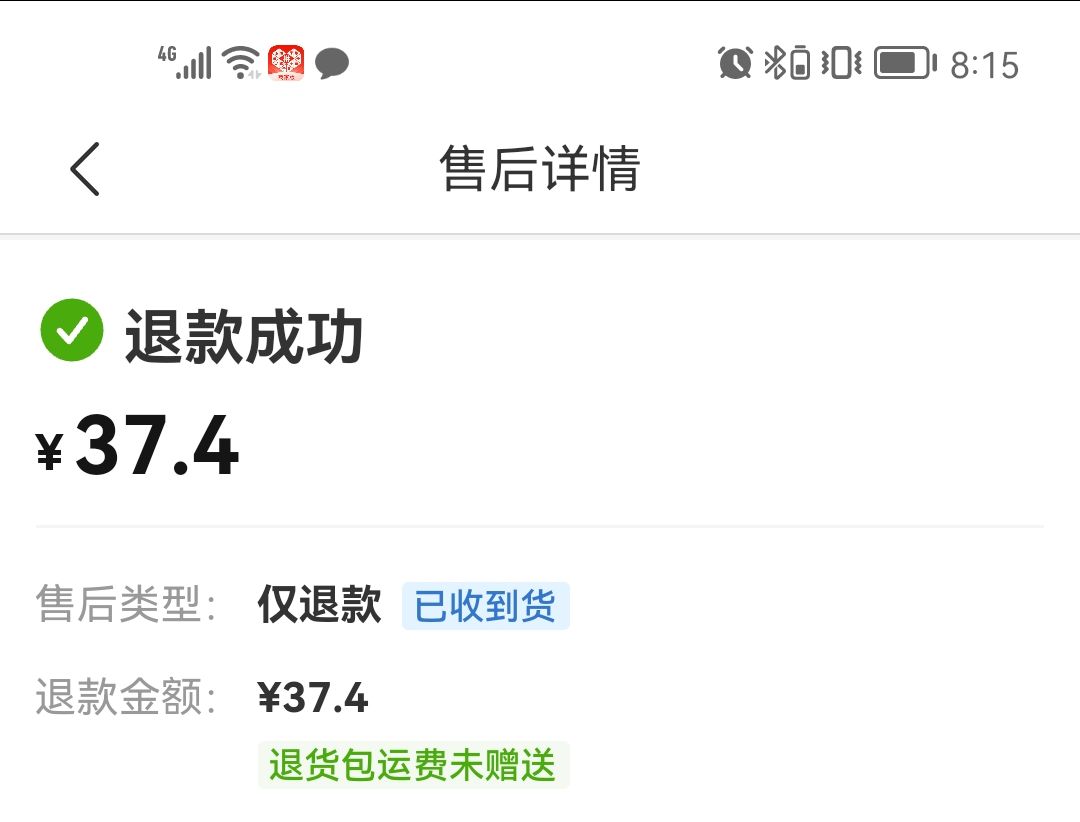 4G 8:15
售后详情
退款成功
¥37.4
售后类型： 仅退款 已收到货
退款金额： ¥37.4
退货包运费未赠送